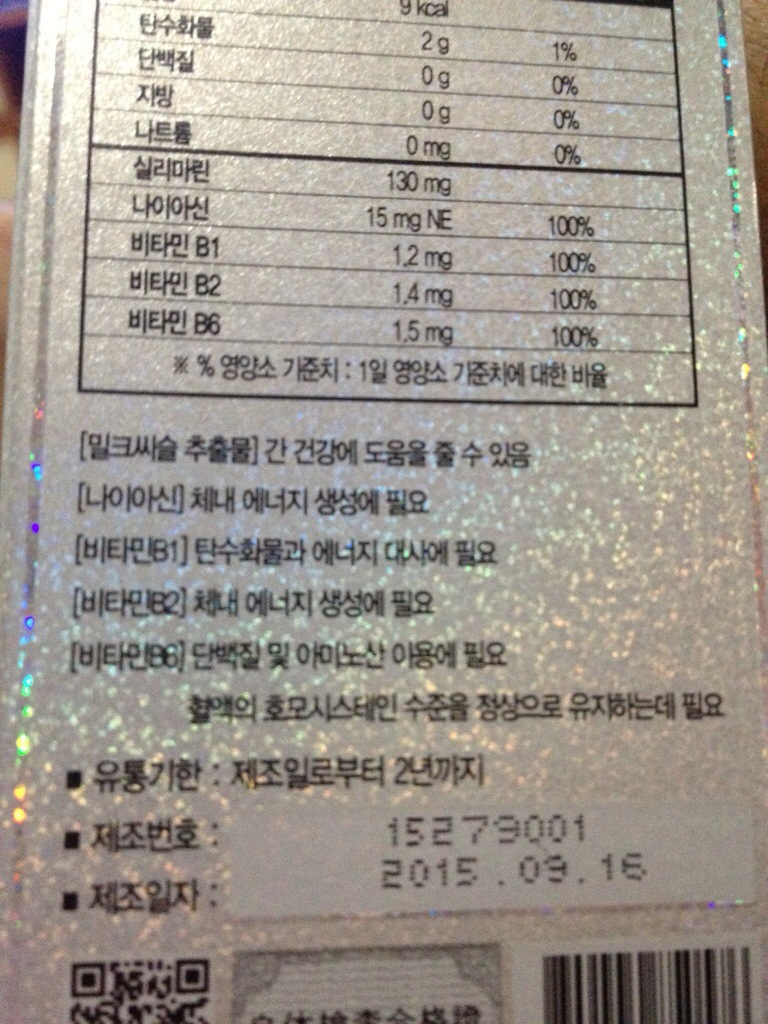 9 kcal
탄수화물 2 g 1%
단백질 0 g 0%
지방 0 g 0%
나트륨 0 mg 0%
실리마린 130 mg
나이아신 15 mg NE 100%
비타민 B1 1.2 mg 100%
비타민 B2 1.4 mg 100%
비타민 B6 1.5 mg 100%
※ % 영양소 기준치 : 1일 영양소 기준치에 대한 비율
[밀크씨슬 추출물] 간 건강에 도움을 줄 수 있음
[나이아신] 체내 에너지 생성에 필요
[비타민B1] 탄수화물과 에너지 대사에 필요
[비타민B2] 체내 에너지 생성에 필요
[비타민B6] 단백질 및 아미노산 이용에 필요
혈액의 호모시스테인 수준을 정상으로 유지하는데 필요
■ 유통기한 : 제조일로부터 2년까지
■ 제조번호 : 15279001
■ 제조일자 : 2015.09.16